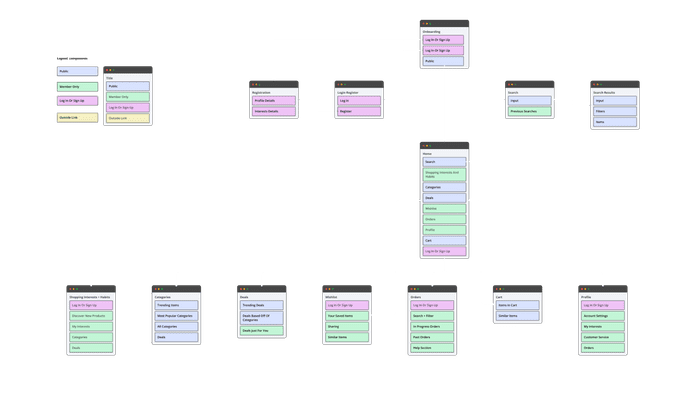 Legend: components
Public
Member Only
Log In Or Sign Up
Outside Link
Title
Public
Member Only
Log In Or Sign Up
Outside Link
Onboarding
Log In Or Sign Up
Log In Or Sign Up
Public
Registration
Profile Details
Interests Details
Login Register
Log In
Register
Search
Input
Previous Searches
Search Results
Input
Filters
Items
Home
Search
Shopping Interests And
Habits
Categories
Deals
Wishlist
Orders
Profile
Cart
Log In Or Sign Up
Shopping Interests + Habits
Log In Or Sign Up
Discover New Products
My Interests
Categories
Deals
Categories
Trending Items
Most Popular Categories
All Categories
Deals
Deals
Trending Deals
Deals Based Off Of
Categories
Deals Just For You
Wishlist
Log In Or Sign Up
Your Saved Items
Sharing
Similar Items
Orders
Log In Or Sign Up
Search + Filter
In Progress Orders
Past Orders
Help Session
Cart
Items In Cart
Similar Items
Profile
Log In Or Sign Up
Account Settings
My Interests
Customer Service
Orders